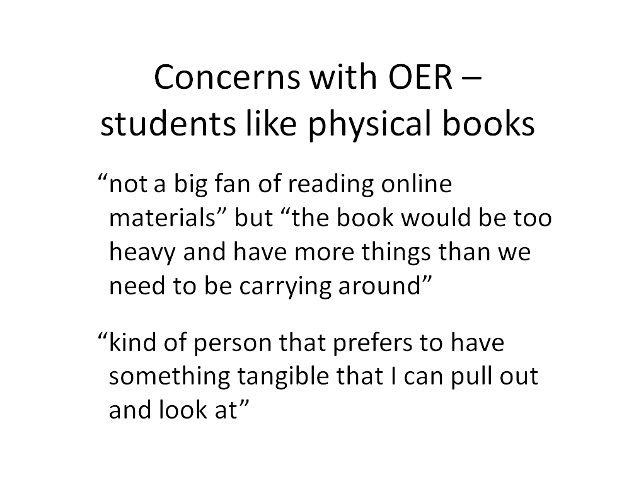 Concerns with OER –
students like physical books
“not a big fan of reading online
materials” but “the book would be too
heavy and have more things than we
need to be carrying around”
“kind of person that prefers to have
something tangible that I can pull out
and look at”